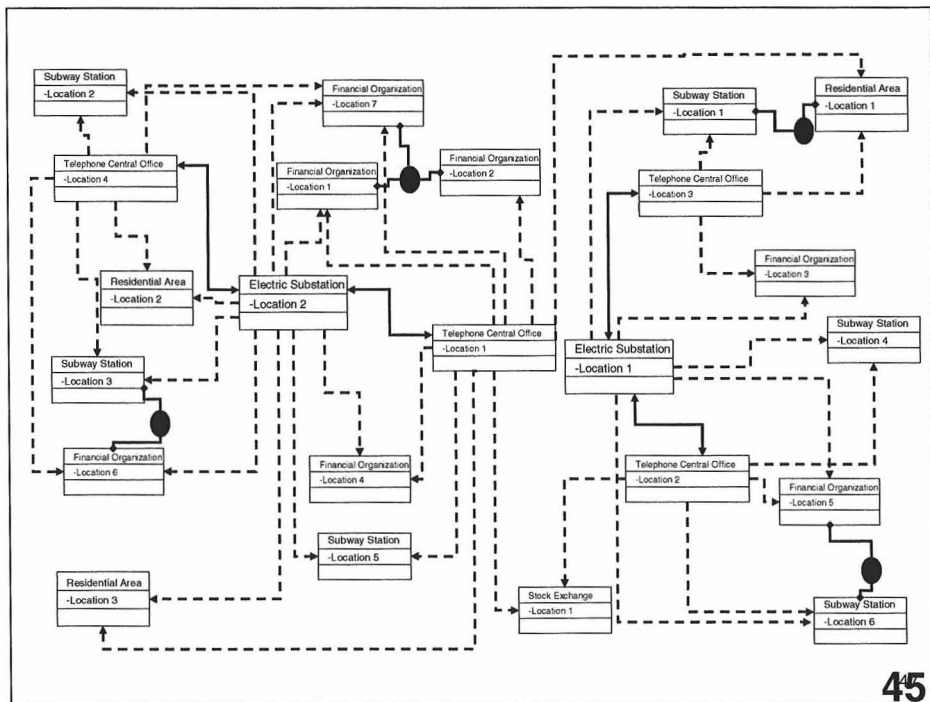 Subway Station
-Location 2
Financial Organization
-Location 7
Subway Station
-Location 1
Residential Area
-Location 1
Telephone Central Office
-Location 4
Financial Organization
-Location 1
Financial Organization
-Location 2
Telephone Central Office
-Location 3
Financial Organization
-Location 3
Residential Area
-Location 2
Electric Substation
-Location 2
Telephone Central Office
-Location 1
Subway Station
-Location 4
Electric Substation
-Location 1
Subway Station
-Location 3
Financial Organization
-Location 6
Financial Organization
-Location 4
Telephone Central Office
-Location 2
Financial Organization
-Location 5
Subway Station
-Location 5
Residential Area
-Location 3
Stock Exchange
-Location 1
Subway Station
-Location 6
45